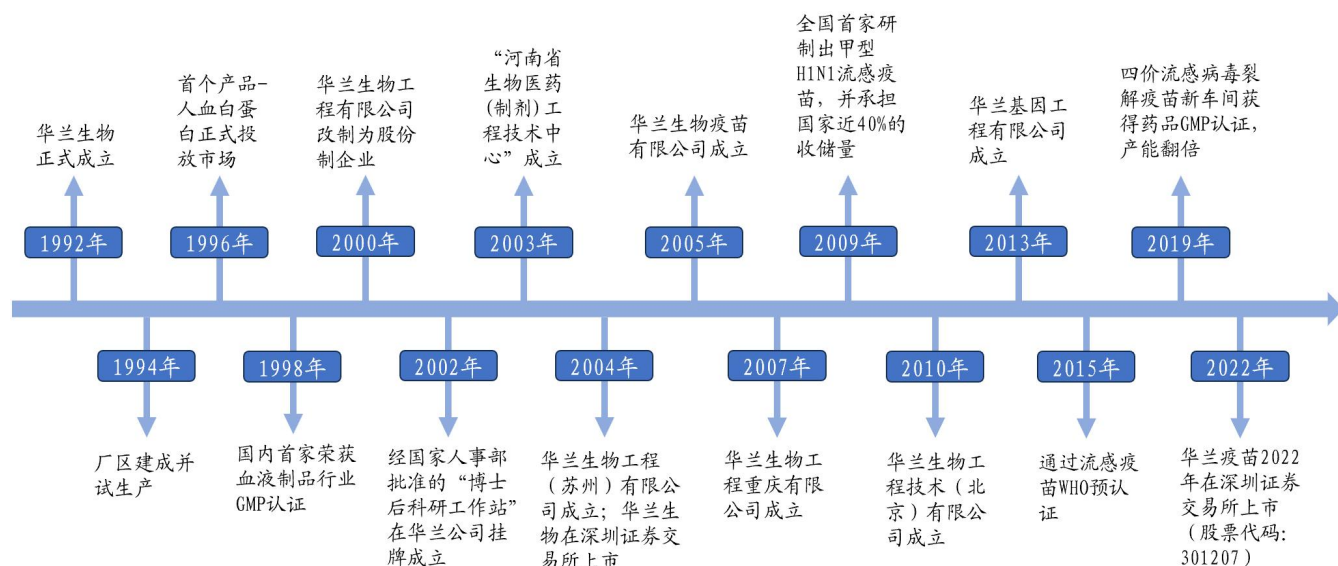 华兰生物
正式成立
1992年
厂区建成并
试生产
1994年
首个产品-
人血白蛋
白正式投
放市场
1996年
国内首家荣获
血液制品行业
GMP认证
1998年
华兰生物工
程有限公司
改制为股份
制企业
2000年
经国家人事部
批准的“博士
后科研工作站”
在华兰公司挂
牌成立
2002年
“河南省
生物医药
(制剂)工
程技术中
心”成立
2003年
华兰生物工程
（苏州）有限公
司成立；华兰生
物在深圳证券交
易所上市
2004年
华兰生物疫苗
有限公司成立
2005年
华兰生物工
程重庆有限
公司成立
2007年
全国首家研
制出甲型
H1N1流感疫
苗，并承担
国家近40%的
收储量
2009年
华兰生物工
程技术（北
京）有限公
司成立
2010年
华兰基因工
程有限公司
成立
2013年
通过流感疫
苗WHO预认
证
2015年
四价流感病毒裂
解疫苗新车间获
得药品GMP认证，
产能翻倍
2019年
华兰疫苗2022
年在深圳证券
交易所上市
（股票代码：
301207）
2022年